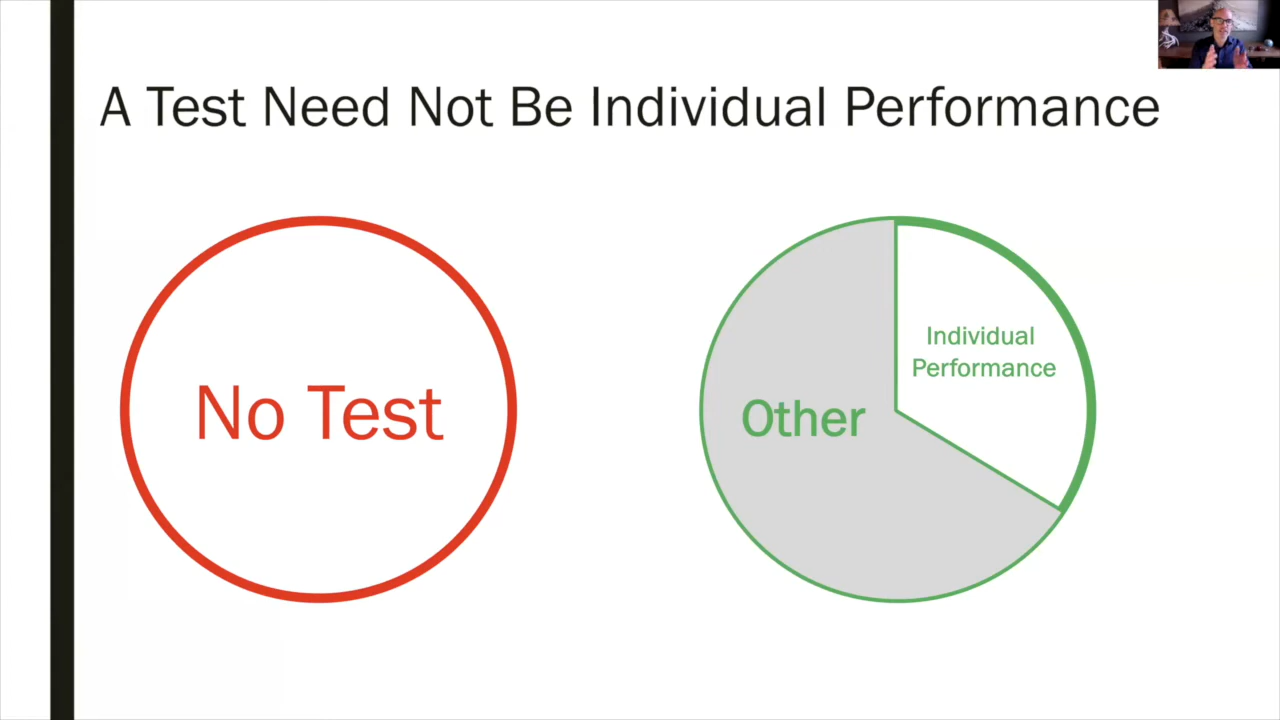 A Test Need Not Be Individual Performance
No Test
Other
Individual
Performance